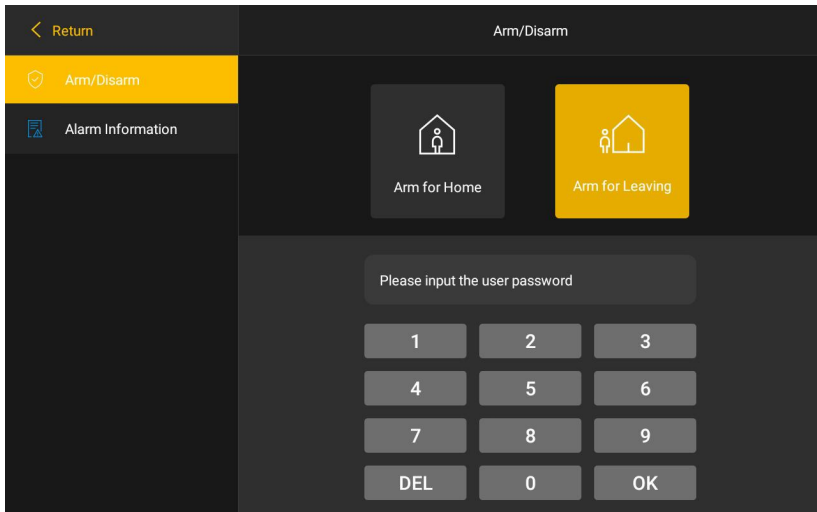 Return
Arm/Disarm
Arm/Disarm
Alarm Information
Arm for Home
Arm for Leaving
Please input the user password
1 2 3
4 5 6
7 8 9
DEL 0 OK